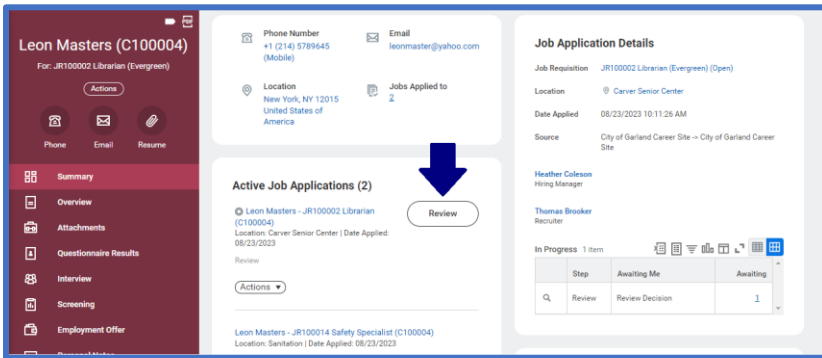 PDF
Leon Masters (C100004)
For: JR100002 Librarian (Evergreen)
Actions
Phone
Email
Resume
Summary
Overview
Attachments
Questionnaire Results
Interview
Screening
Employment Offer
Personal Notes
Phone Number
+1 (214) 5789645
(Mobile)
Email
leonmaster@yahoo.com
Location
New York, NY 12015
United States of
America
Jobs Applied to
2
Active Job Applications (2)
Leon Masters - JR100002 Librarian
(C100004)
Location: Carver Senior Center | Date Applied:
08/23/2023
Review
Review
Actions
Leon Masters - JR100014 Safety Specialist (C100004)
Location: Sanitation | Date Applied: 08/23/2023
Job Application Details
Job Requisition JR100002 Librarian (Evergreen) (Open)
Location Carver Senior Center
Date Applied 08/23/2023 10:11:26 AM
Source City of Garland Career Site -> City of Garland Career
Site
Heather Coleson
Hiring Manager
Thomas Brooker
Recruiter
In Progress 1 item
Step Awaiting Me Awaiting
Review Review Decision 1